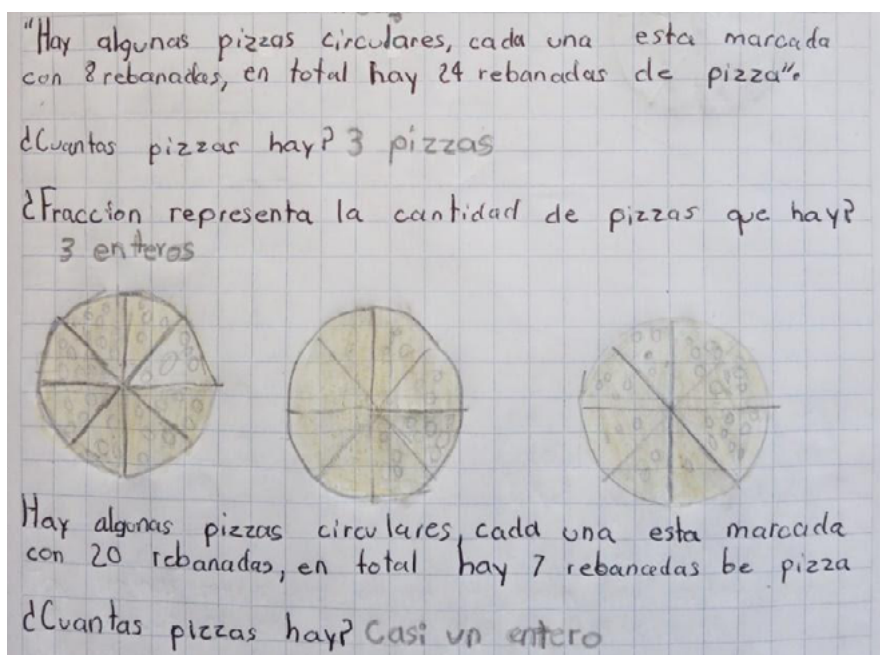 "Hay algunas pizzas circulares, cada una esta marcada
con 8 rebanadas, en total hay 24 rebanadas de pizza".
¿Cuantas pizzas hay? 3 pizzas
¿Fraccion representa la cantidad de pizzas que hay?
3 enteros
Hay algunas pizzas circulares, cada una esta marcada
con 20 rebanadas, en total hay 7 rebancadas be pizza
¿Cuantas pizzas hay? Casi un entero